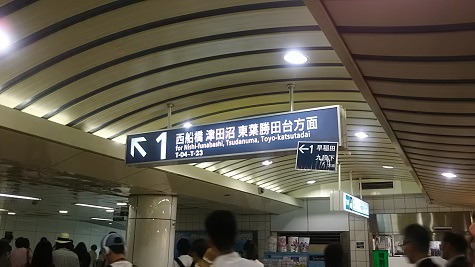 1 西船橋 津田沼 東葉勝田台方面
for Nishi-funabashi, Tsudanuma, Toyo-katsutadai
T-04-T-23
←1 早稲田
九段下